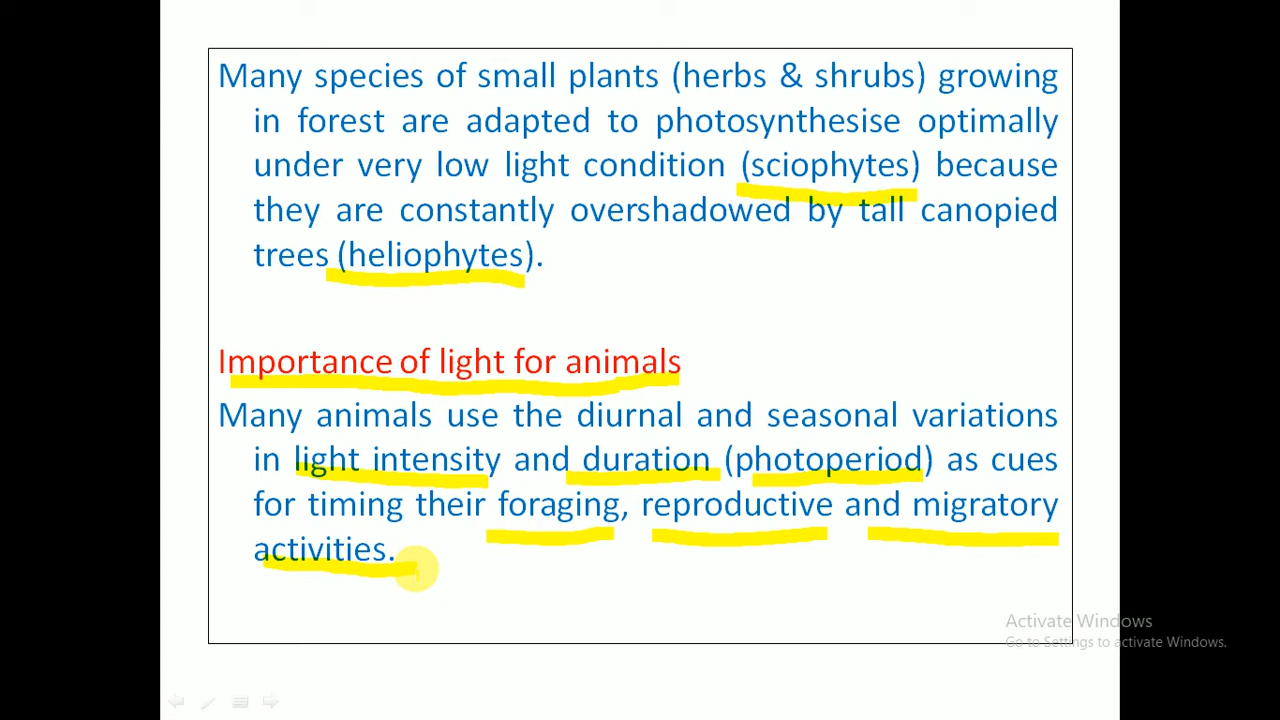 Many species of small plants (herbs & shrubs) growing
in forest are adapted to photosynthesise optimally
under very low light condition (sciophytes) because
they are constantly overshadowed by tall canopied
trees (heliophytes).
Importance of light for animals
Many animals use the diurnal and seasonal variations
in light intensity and duration (photoperiod) as cues
for timing their foraging, reproductive and migratory
activities.
Activate Windows
Go to Settings to activate Windows.